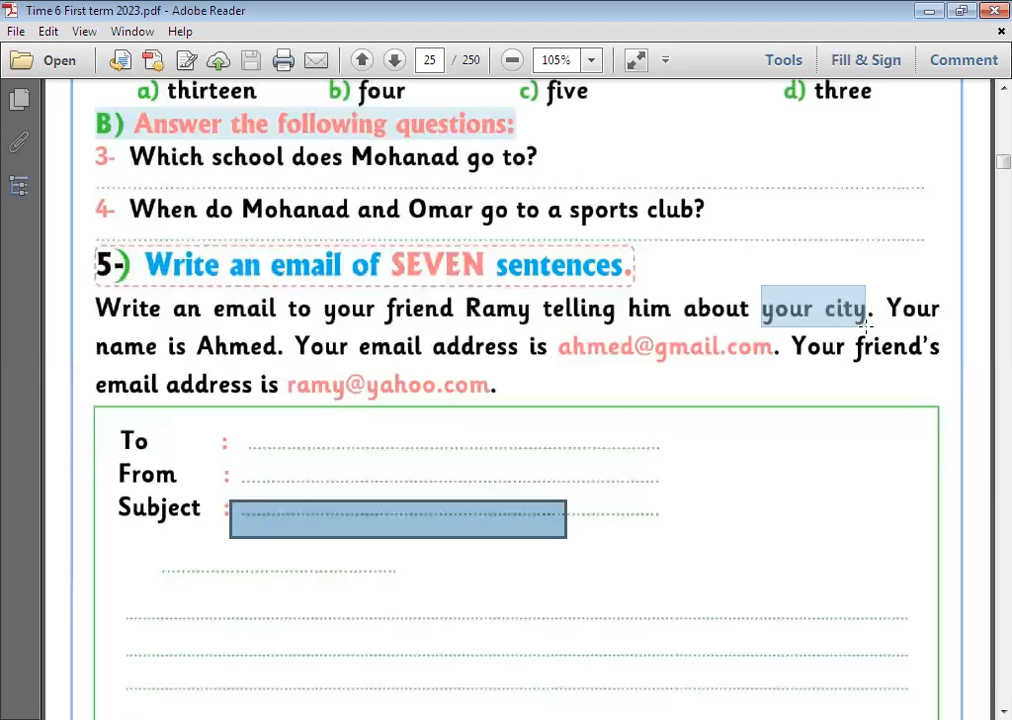 Time 6 First term 2023.pdf - Adobe Reader
File Edit View Window Help
Open 25 / 250 105% Tools Fill & Sign Comment
a) thirteen b) four c) five d) three
B) Answer the following questions:
3- Which school does Mohanad go to?
4- When do Mohanad and Omar go to a sports club?
5-) Write an email of SEVEN sentences.
Write an email to your friend Ramy telling him about your city. Your
name is Ahmed. Your email address is ahmed@gmail.com. Your friend's
email address is ramy@yahoo.com.
To :
From :
Subject :